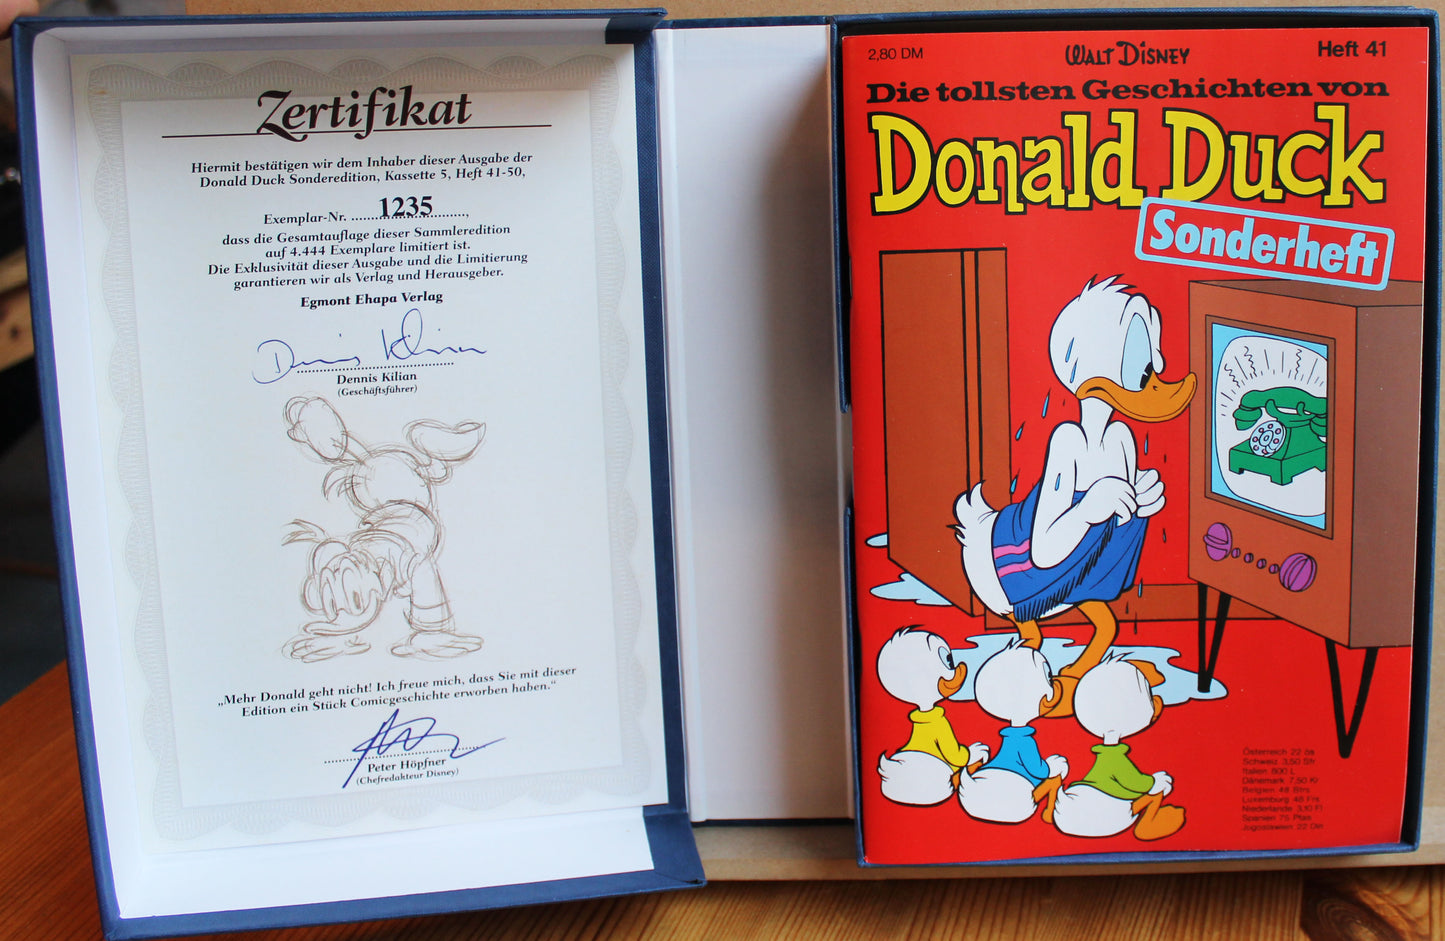 Zertifikat
Hiermit bestätigen wir dem Inhaber dieser Ausgabe der
Donald Duck Sonderedition, Kassette 5, Heft 41-50,
Exemplar-Nr. ....1235......,
dass die Gesamtauflage dieser Sammleredition
auf 4.444 Exemplare limitiert ist.
Die Exklusivität dieser Ausgabe und die Limitierung
garantieren wir als Verlag und Herausgeber.
Egmont Ehapa Verlag
Dennis Kilian
Dennis Kilian
(Geschäftsführer)
„Mehr Donald geht nicht! Ich freue mich, dass Sie mit dieser
Edition ein Stück Comicgeschichte erworben haben.“
Peter Höpfner
(Chefredakteur Disney)
2,80 DM
WALT DISNEY
Heft 41
Die tollsten Geschichten von
Donald Duck
Sonderheft
Österreich 22 öS
Schweiz 3,50 Sfr
Italien 800 L
Dänemark 7,50 Kr
Belgien 48 Bfrs
Luxemburg 48 Frs
Niederlande 3,10 Fl
Spanien 75 Ptas
Jugoslawien 22 Din